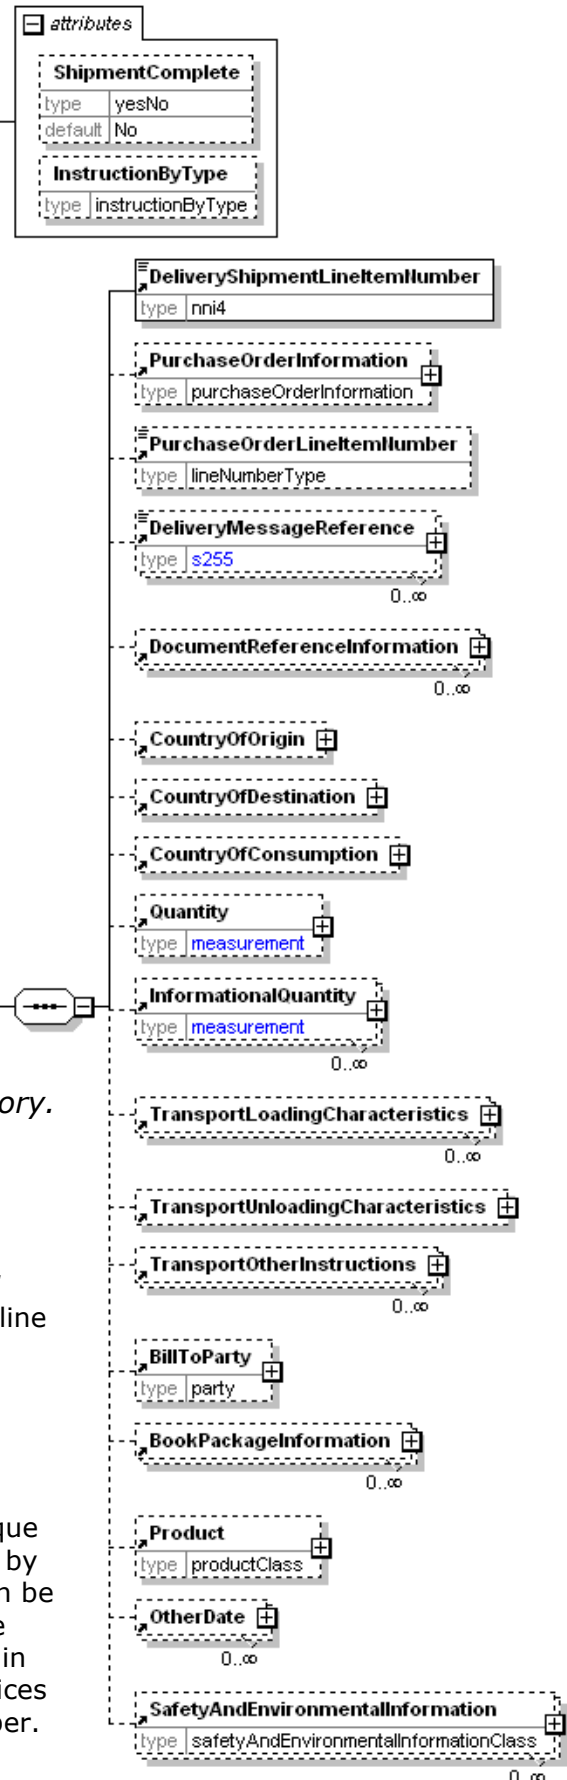 attributes
ShipmentComplete
type yesNo
default No
InstructionByType
type instructionByType
DeliveryShipmentLineItemNumber
type nni4
PurchaseOrderInformation
type purchaseOrderInformation
PurchaseOrderLineItemNumber
type lineNumberType
DeliveryMessageReference
type s255
0..∞
DocumentReferenceInformation
0..∞
CountryOfOrigin
CountryOfDestination
CountryOfConsumption
Quantity
type measurement
InformationalQuantity
type measurement
0..∞
ory.
TransportLoadingCharacteristics
0..∞
TransportUnloadingCharacteristics
TransportOtherInstructions
0..∞
line
BillToParty
type party
BookPackageInformation
0..∞
que
by
n be
e
in
ices
per.
Product
type productClass
OtherDate
0..∞
SafetyAndEnvironmentalInformation
type safetyAndEnvironmentalInformationClass
0..∞